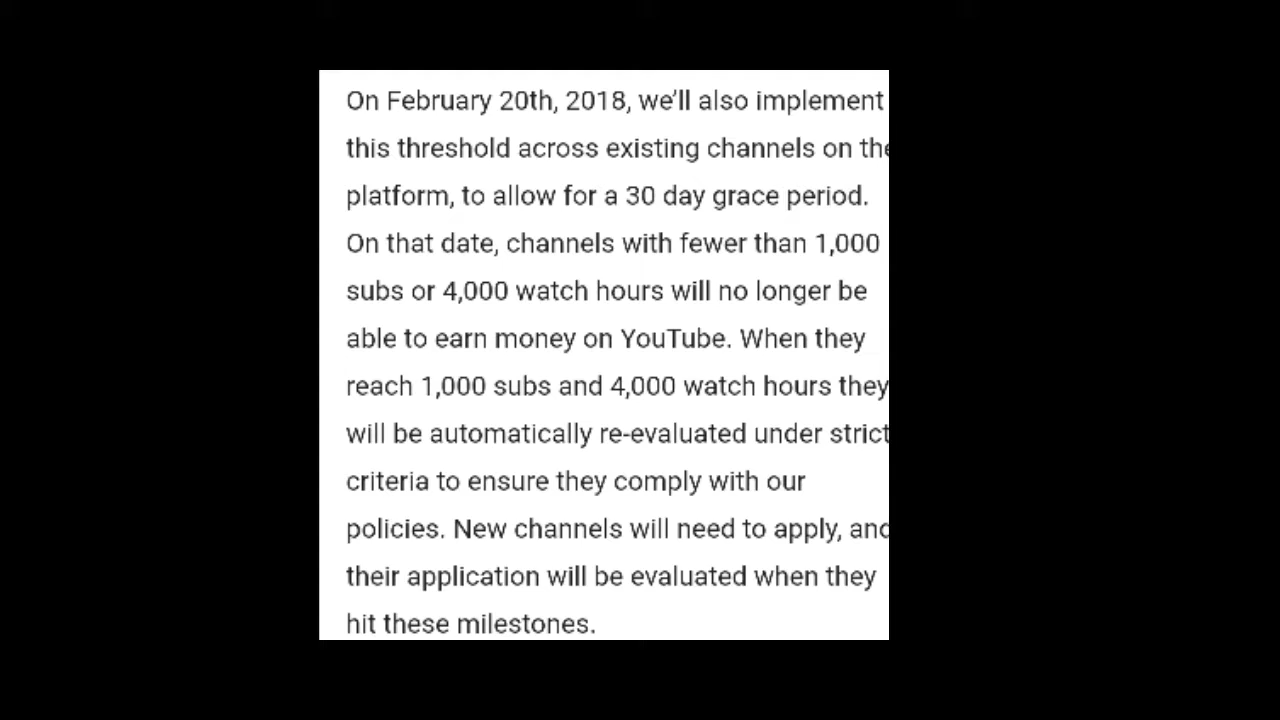 On February 20th, 2018, we’ll also implement
this threshold across existing channels on the
platform, to allow for a 30 day grace period.
On that date, channels with fewer than 1,000
subs or 4,000 watch hours will no longer be
able to earn money on YouTube. When they
reach 1,000 subs and 4,000 watch hours they
will be automatically re-evaluated under strict
criteria to ensure they comply with our
policies. New channels will need to apply, and
their application will be evaluated when they
hit these milestones.